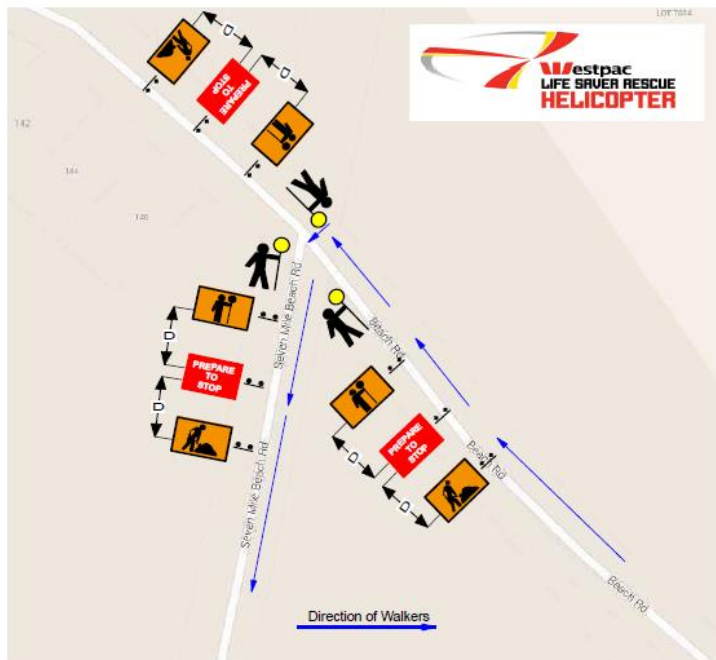 LOT 7014
Westpac
LIFE SAVER RESCUE
HELICOPTER
D
PREPARE
TO
STOP
D
142
144
Seven Mile Beach Rd
Beach Rd
D
PREPARE
TO
STOP
D
Beach Rd
PREPARE
TO
STOP
D
D
Seven Mile Beach Rd
Beach Rd
Direction of Walkers